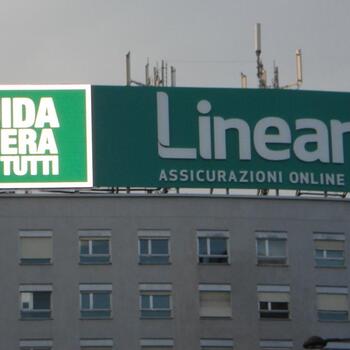 IDA
ERA
TUTTI
Linear
ASSICURAZIONI ONLINE